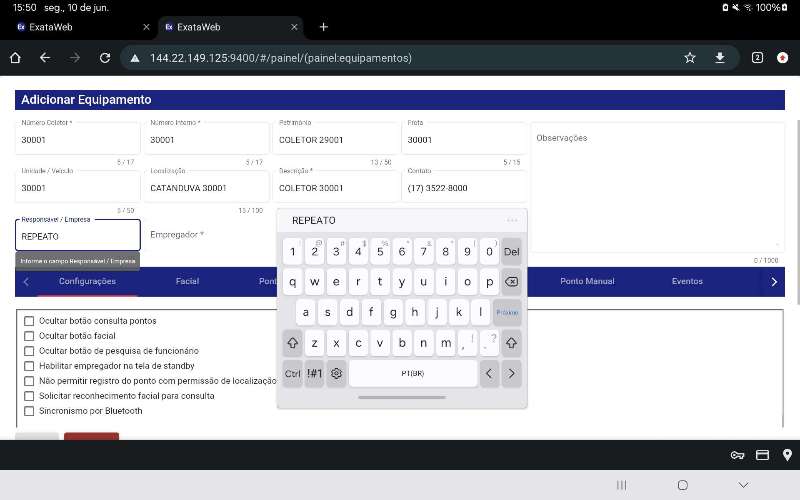 15:50 seg., 10 de jun. 100%
ExataWeb ExataWeb
144.22.149.125:9400/#/painel/(painel:equipamentos) 2
Adicionar Equipamento
Número Coletor * Número Interno * Patrimônio Frota
30001 30001 COLETOR 29001 30001 Observações
5 / 17 5 / 17 13 / 50 5 / 15
Unidade / Veículo Localização Descrição * Contato
30001 CATANDUVA 30001 COLETOR 30001 (17) 3522-8000
5 / 50 15 / 100
Responsável / Empresa
REPEATO Empregador * REPEATO
Informe o campo Responsável / Empresa 0 / 1000
Configurações Facial Pont Ponto Manual Eventos
1 2 3 4 5 6 7 8 9 0 Del
q w e r t y u i o p
a s d f g h j k l Próximo
z x c v b n m , ! . ?
Ctrl !#1 PT(BR)
Ocultar botão consulta pontos
Ocultar botão facial
Ocultar botão de pesquisa de funcionário
Habilitar empregador na tela de standby
Não permitir registro do ponto com permissão de localização
Solicitar reconhecimento facial para consulta
Sincronismo por Bluetooth